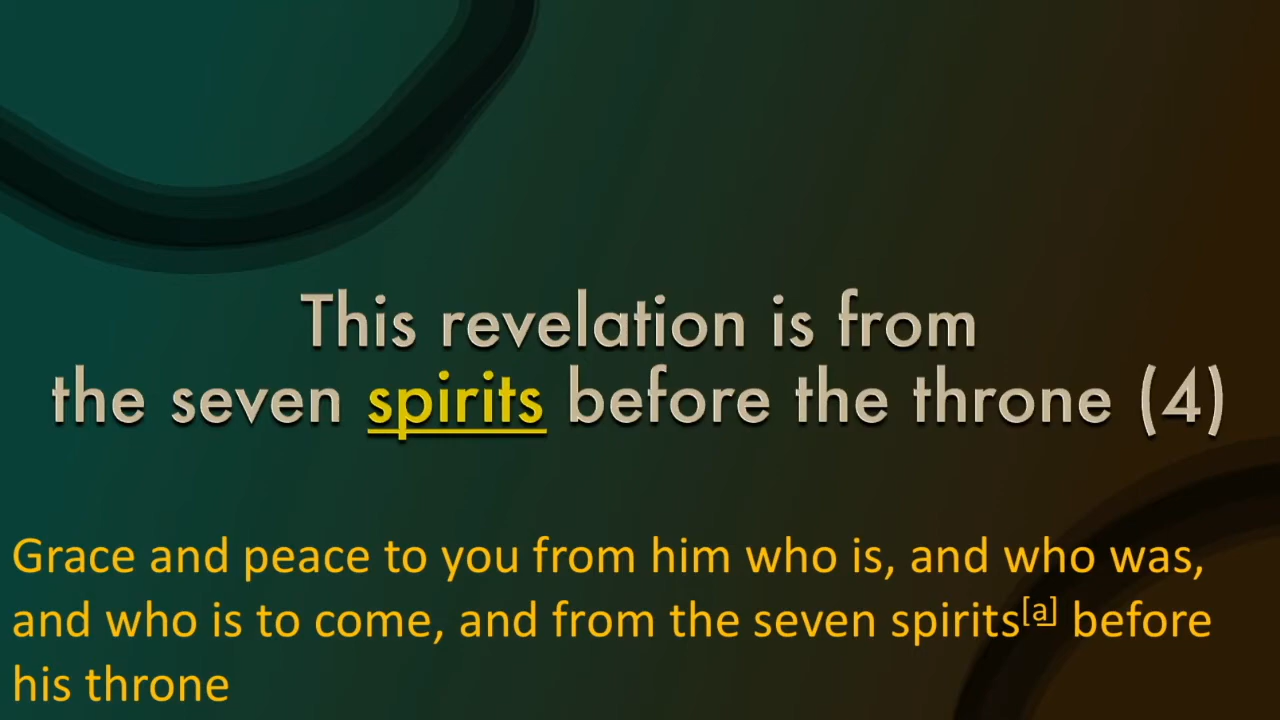 This revelation is from
the seven spirits before the throne (4)
Grace and peace to you from him who is, and who was,
and who is to come, and from the seven spirits[a] before
his throne